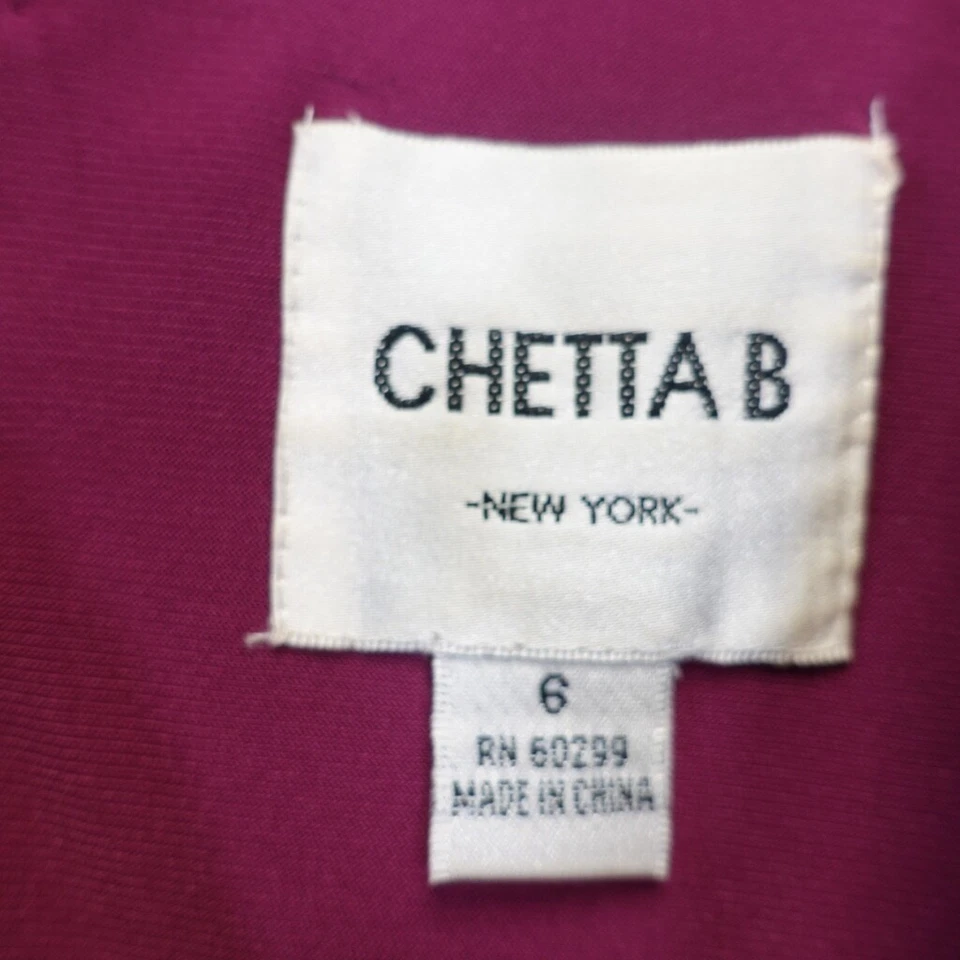 CHETTA B
-NEW YORK-
6
RN 60299
MADE IN CHINA